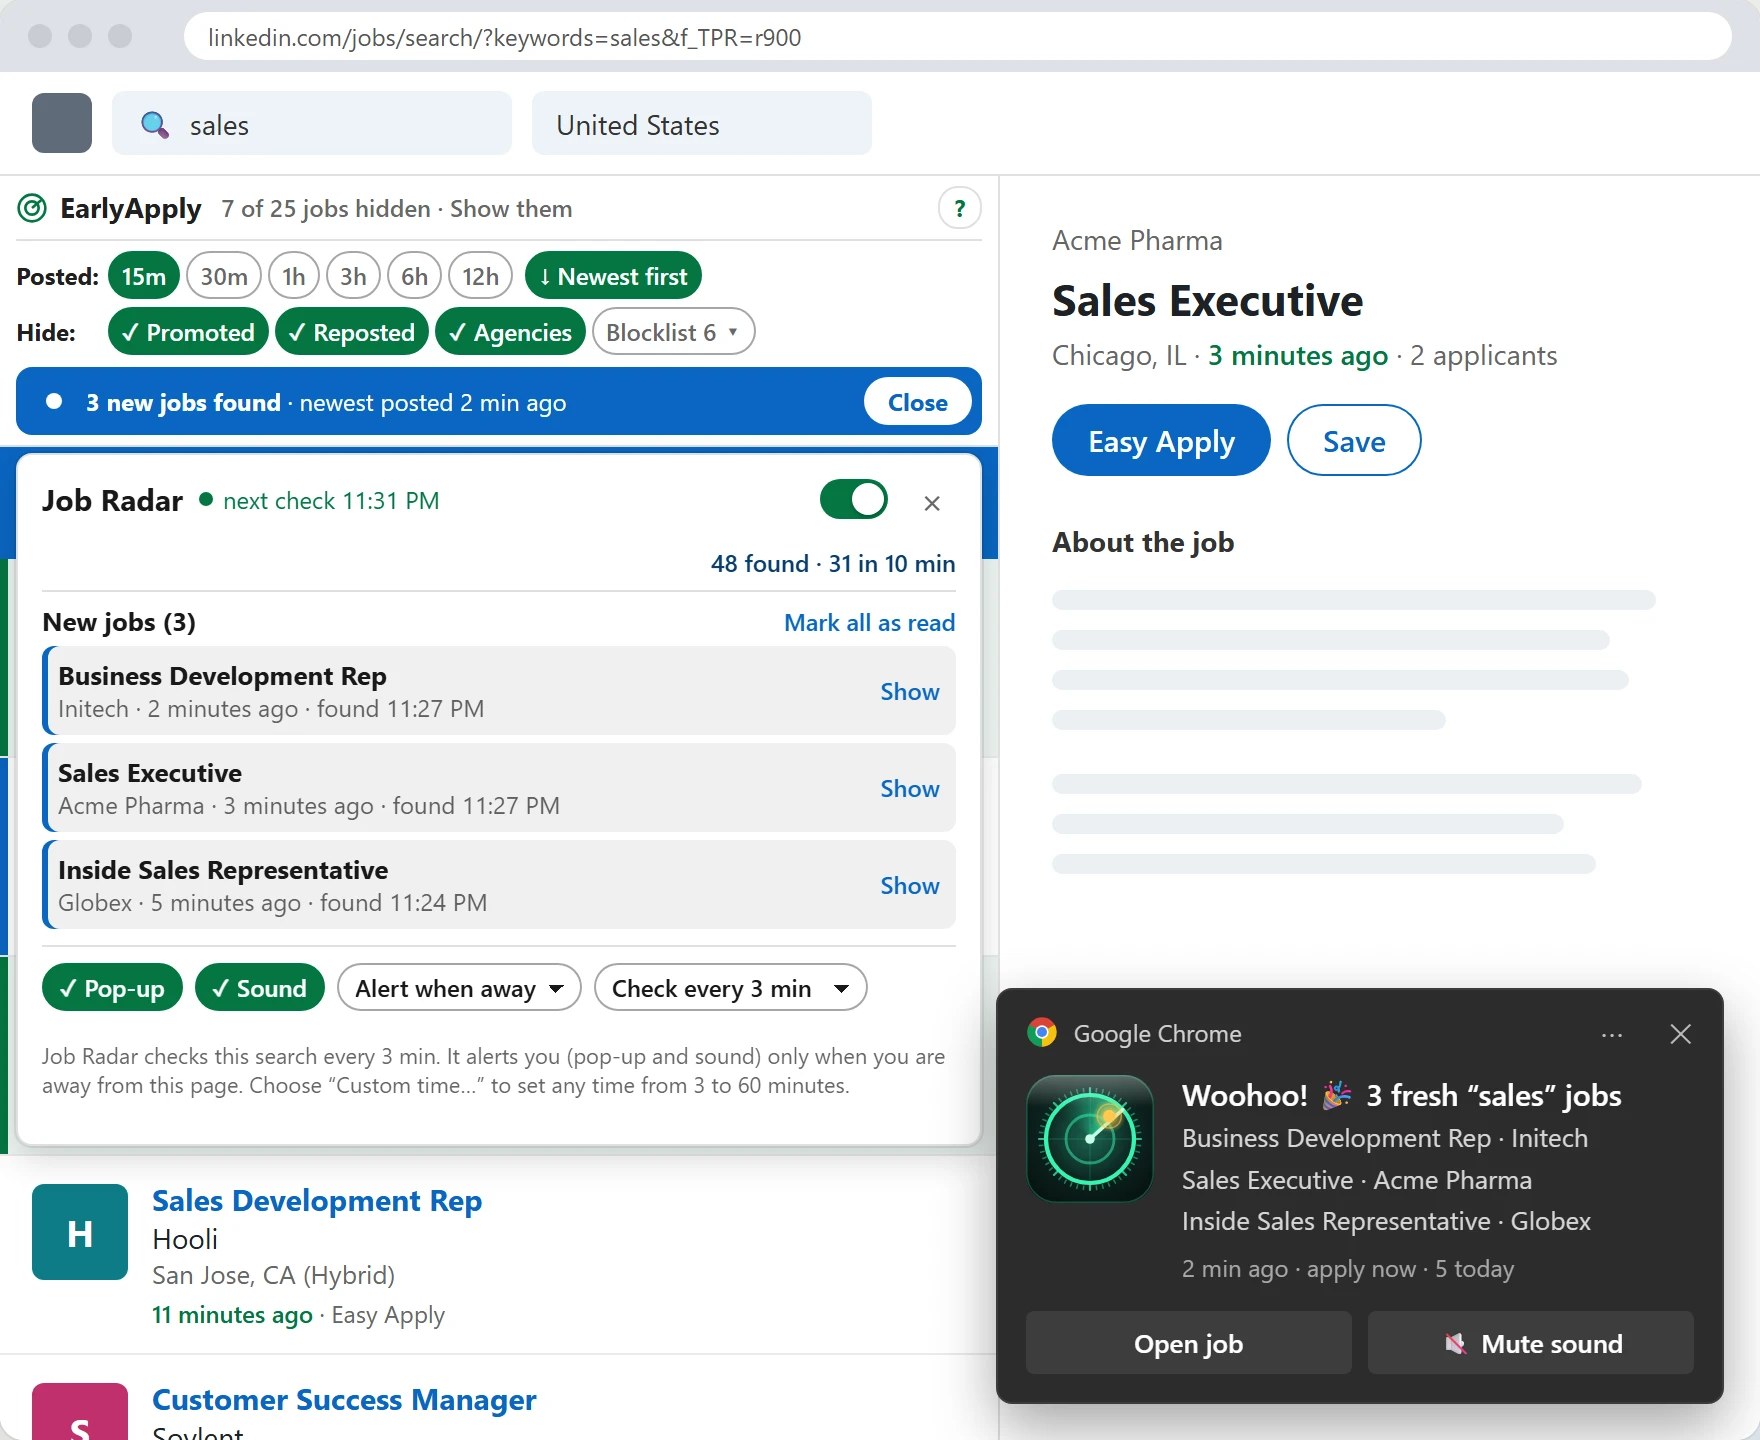 linkedin.com/jobs/search/?keywords=sales&f_TPR=r900
sales
United States
EarlyApply 7 of 25 jobs hidden · Show them ?
Posted: 15m 30m 1h 3h 6h 12h ↓ Newest first
Hide: ✓ Promoted ✓ Reposted ✓ Agencies Blocklist 6 ▾
3 new jobs found · newest posted 2 min ago Close
Job Radar next check 11:31 PM ×
48 found · 31 in 10 min
New jobs (3) Mark all as read
Business Development Rep
Initech · 2 minutes ago · found 11:27 PM
Show
Sales Executive
Acme Pharma · 3 minutes ago · found 11:27 PM
Show
Inside Sales Representative
Globex · 5 minutes ago · found 11:24 PM
Show
✓ Pop-up ✓ Sound Alert when away Check every 3 min
Job Radar checks this search every 3 min. It alerts you (pop-up and sound) only when you are
away from this page. Choose “Custom time...” to set any time from 3 to 60 minutes.
H
Sales Development Rep
Hooli
San Jose, CA (Hybrid)
11 minutes ago · Easy Apply
S
Customer Success Manager
Soylent
Acme Pharma
Sales Executive
Chicago, IL · 3 minutes ago · 2 applicants
Easy Apply Save
About the job
Google Chrome ... ×
Woohoo! 🎉 3 fresh “sales” jobs
Business Development Rep · Initech
Sales Executive · Acme Pharma
Inside Sales Representative · Globex
2 min ago · apply now · 5 today
Open job
Mute sound